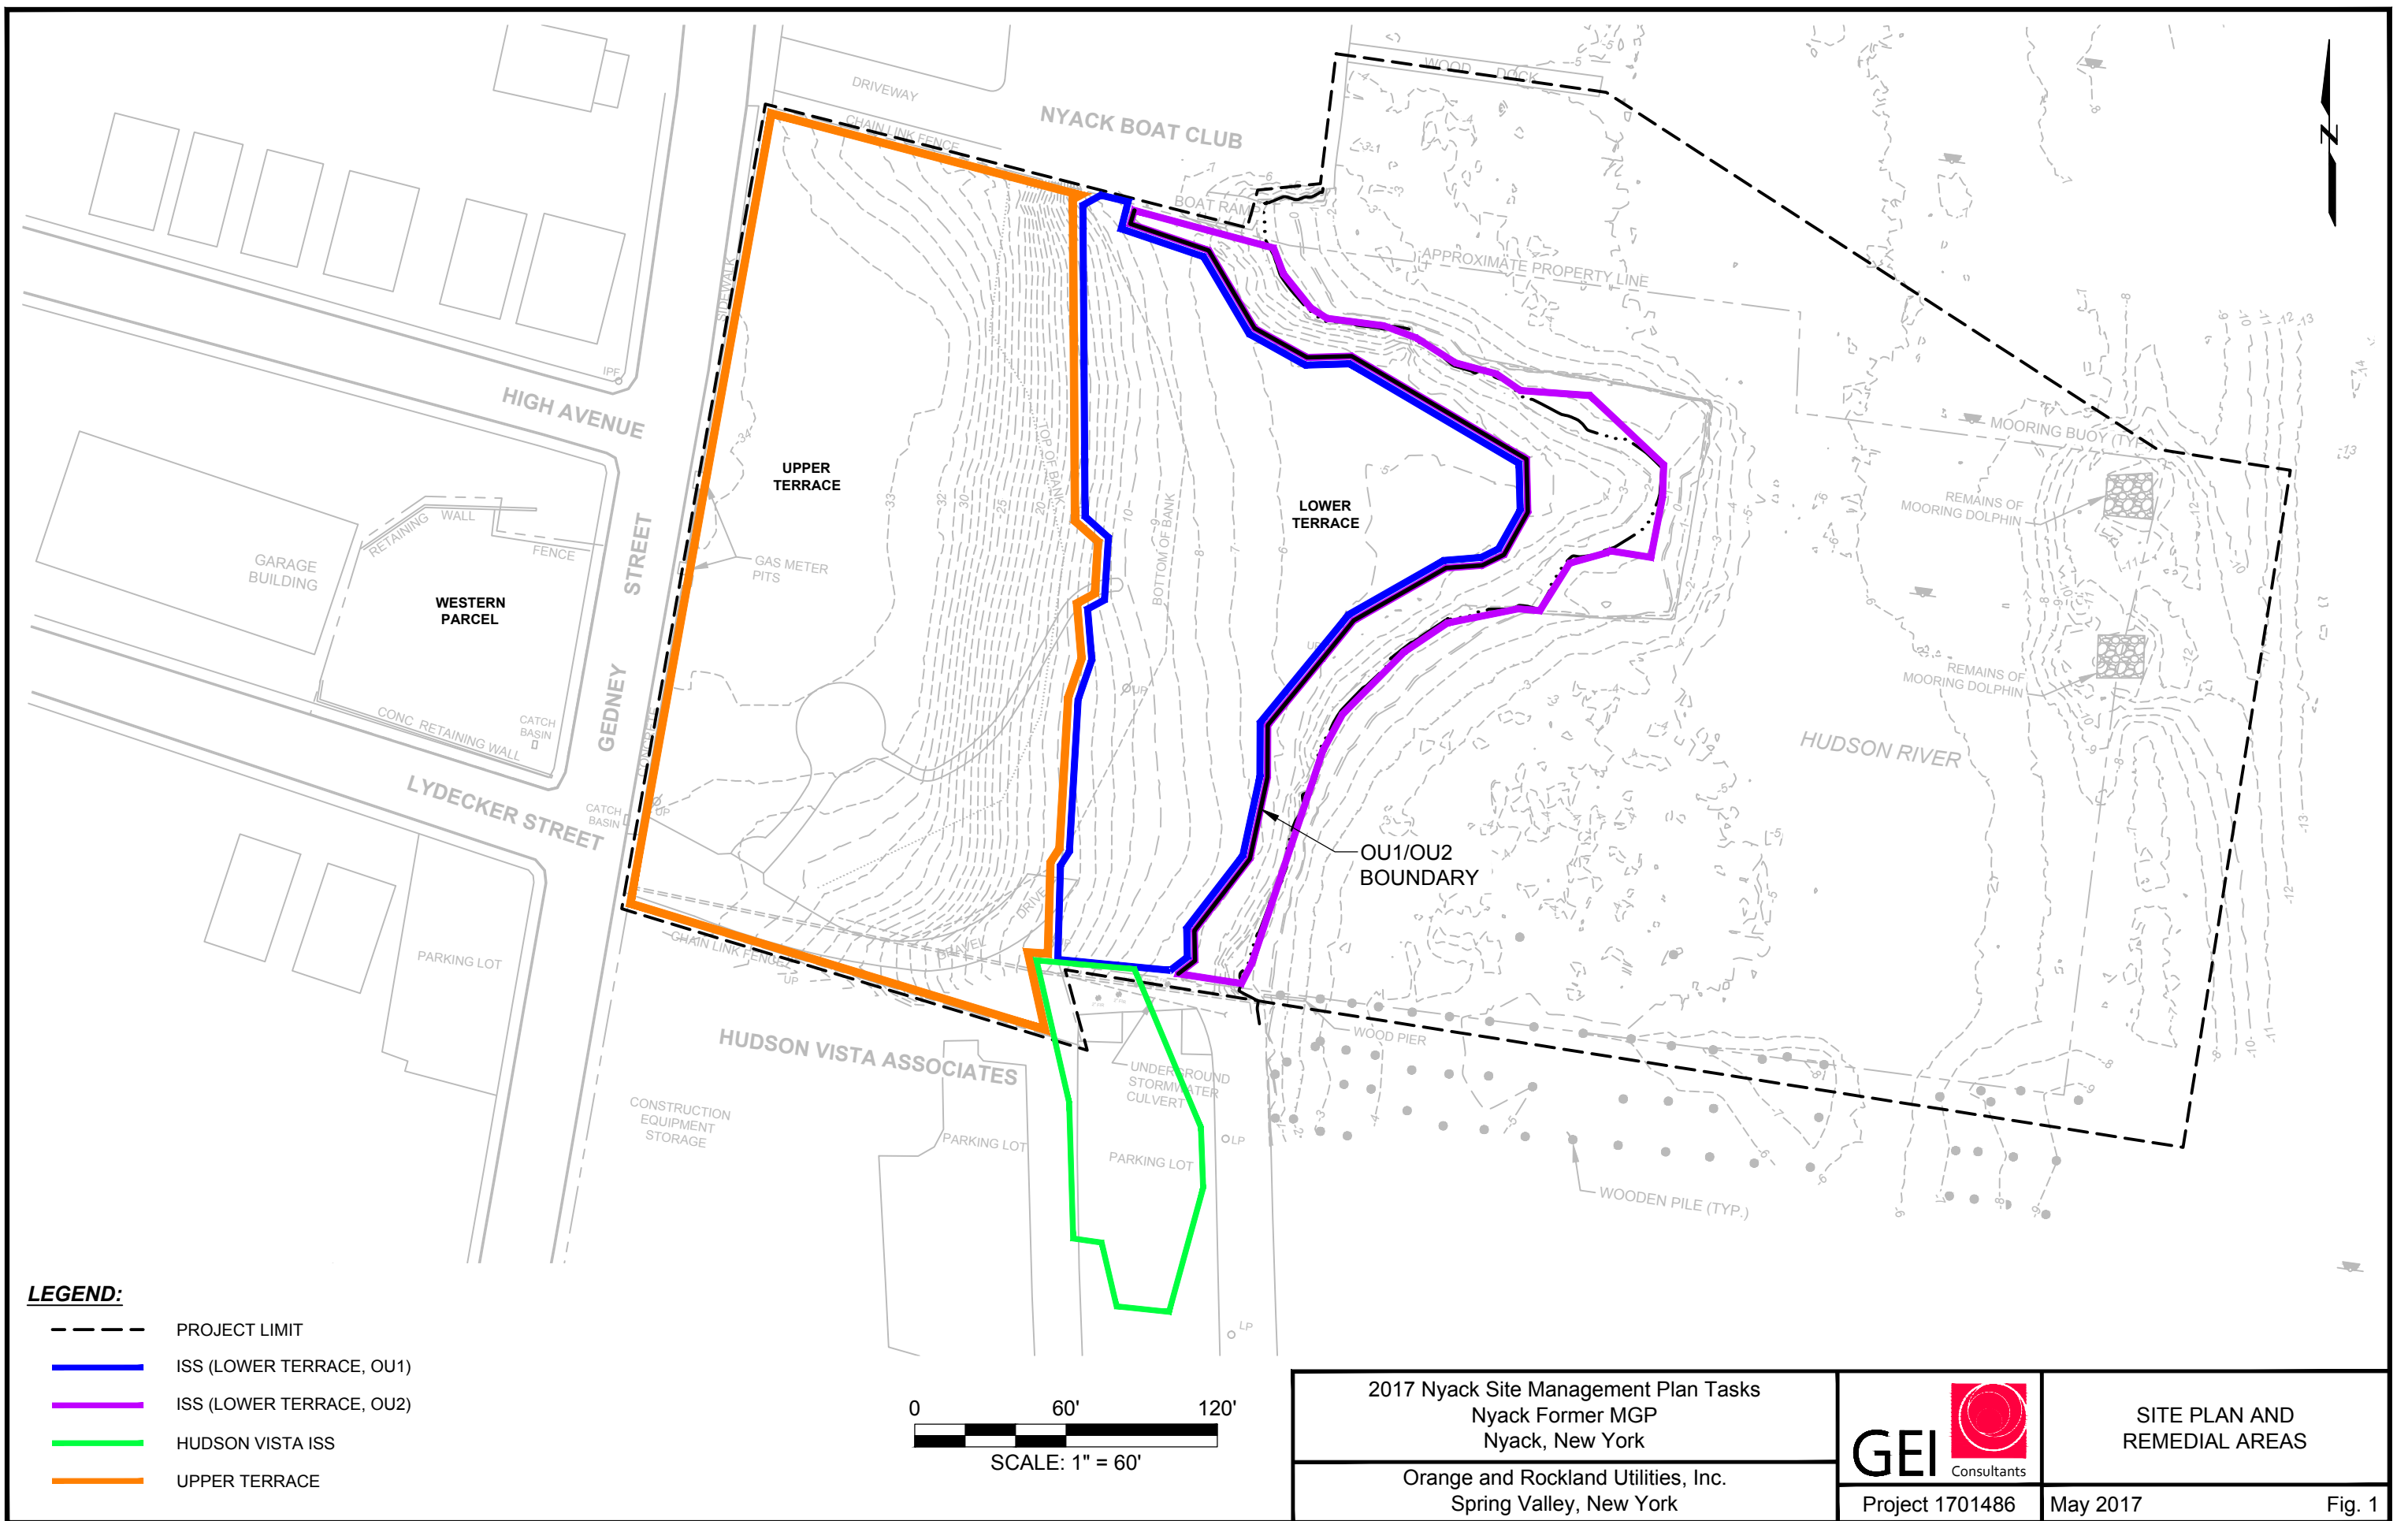 DRIVEWAY
CHAIN LINK FENCE
NYACK BOAT CLUB
WOOD DOCK
BOAT RAMP
APPROXIMATE PROPERTY LINE
N
SIDEWALK
IPF
HIGH AVENUE
UPPER
TERRACE
TOP OF BANK
BOTTOM OF BANK
LOWER
TERRACE
MOORING BUOY (TYP.)
REMAINS OF
MOORING DOLPHIN
RETAINING
WALL
FENCE
GARAGE
BUILDING
STREET
GAS METER
PITS
WESTERN
PARCEL
REMAINS OF
MOORING DOLPHIN
GEDNEY
UP
CONC. RETAINING WALL
CATCH
BASIN
HUDSON RIVER
LYDECKER STREET
CATCH
BASIN
UP
OU1/OU2
BOUNDARY
DRIVE
GRAVEL
CHAIN LINK FENCE
UP
PARKING LOT
WOOD PIER
HUDSON VISTA ASSOCIATES
UNDERGROUND
STORMWATER
CULVERT
CONSTRUCTION
EQUIPMENT
STORAGE
PARKING LOT
PARKING LOT
LP
WOODEN PILE (TYP.)
LP
LEGEND:
PROJECT LIMIT
ISS (LOWER TERRACE, OU1)
ISS (LOWER TERRACE, OU2)
HUDSON VISTA ISS
UPPER TERRACE
0 60' 120'
SCALE: 1" = 60'
2017 Nyack Site Management Plan Tasks
Nyack Former MGP
Nyack, New York
Orange and Rockland Utilities, Inc.
Spring Valley, New York
GEI
Consultants
Project 1701486
SITE PLAN AND
REMEDIAL AREAS
May 2017
Fig. 1